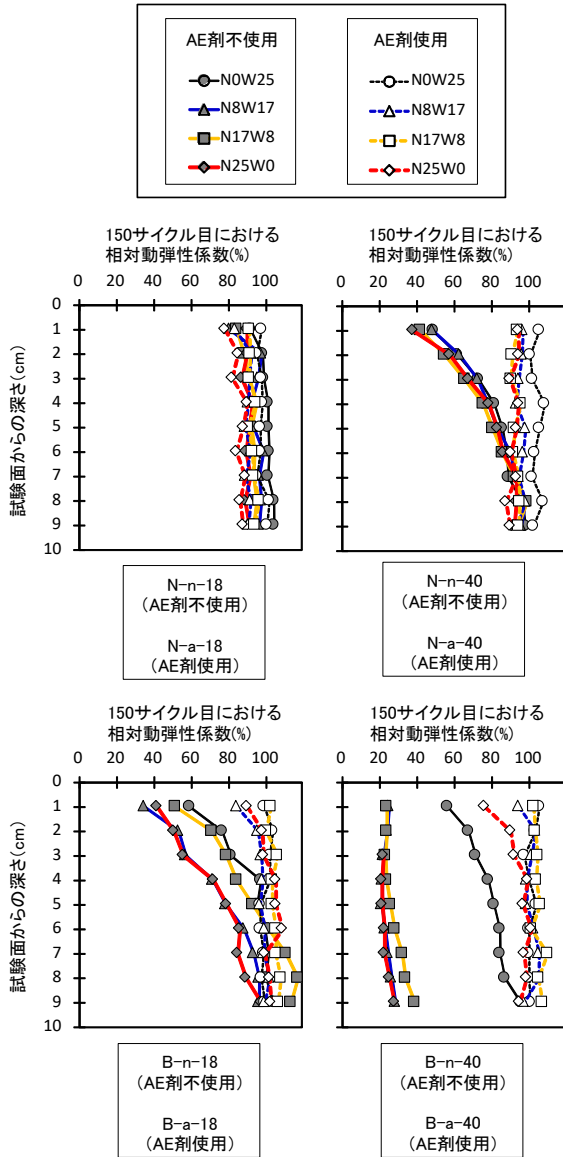 AE剤不使用
N0W25
N8W17
N17W8
N25W0
AE剤使用
N0W25
N8W17
N17W8
N25W0
150サイクル目における
相対動弾性係数(%)
0 20 40 60 80 100
0
1
2
3
4
5
6
7
8
9
10
試験面からの深さ(cm)
N-n-18
(AE剤不使用)
N-a-18
(AE剤使用)
150サイクル目における
相対動弾性係数(%)
0 20 40 60 80 100
N-n-40
(AE剤不使用)
N-a-40
(AE剤使用)
150サイクル目における
相対動弾性係数(%)
0 20 40 60 80 100
0
1
2
3
4
5
6
7
8
9
10
試験面からの深さ(cm)
B-n-18
(AE剤不使用)
B-a-18
(AE剤使用)
150サイクル目における
相対動弾性係数(%)
0 20 40 60 80 100
B-n-40
(AE剤不使用)
B-a-40
(AE剤使用)